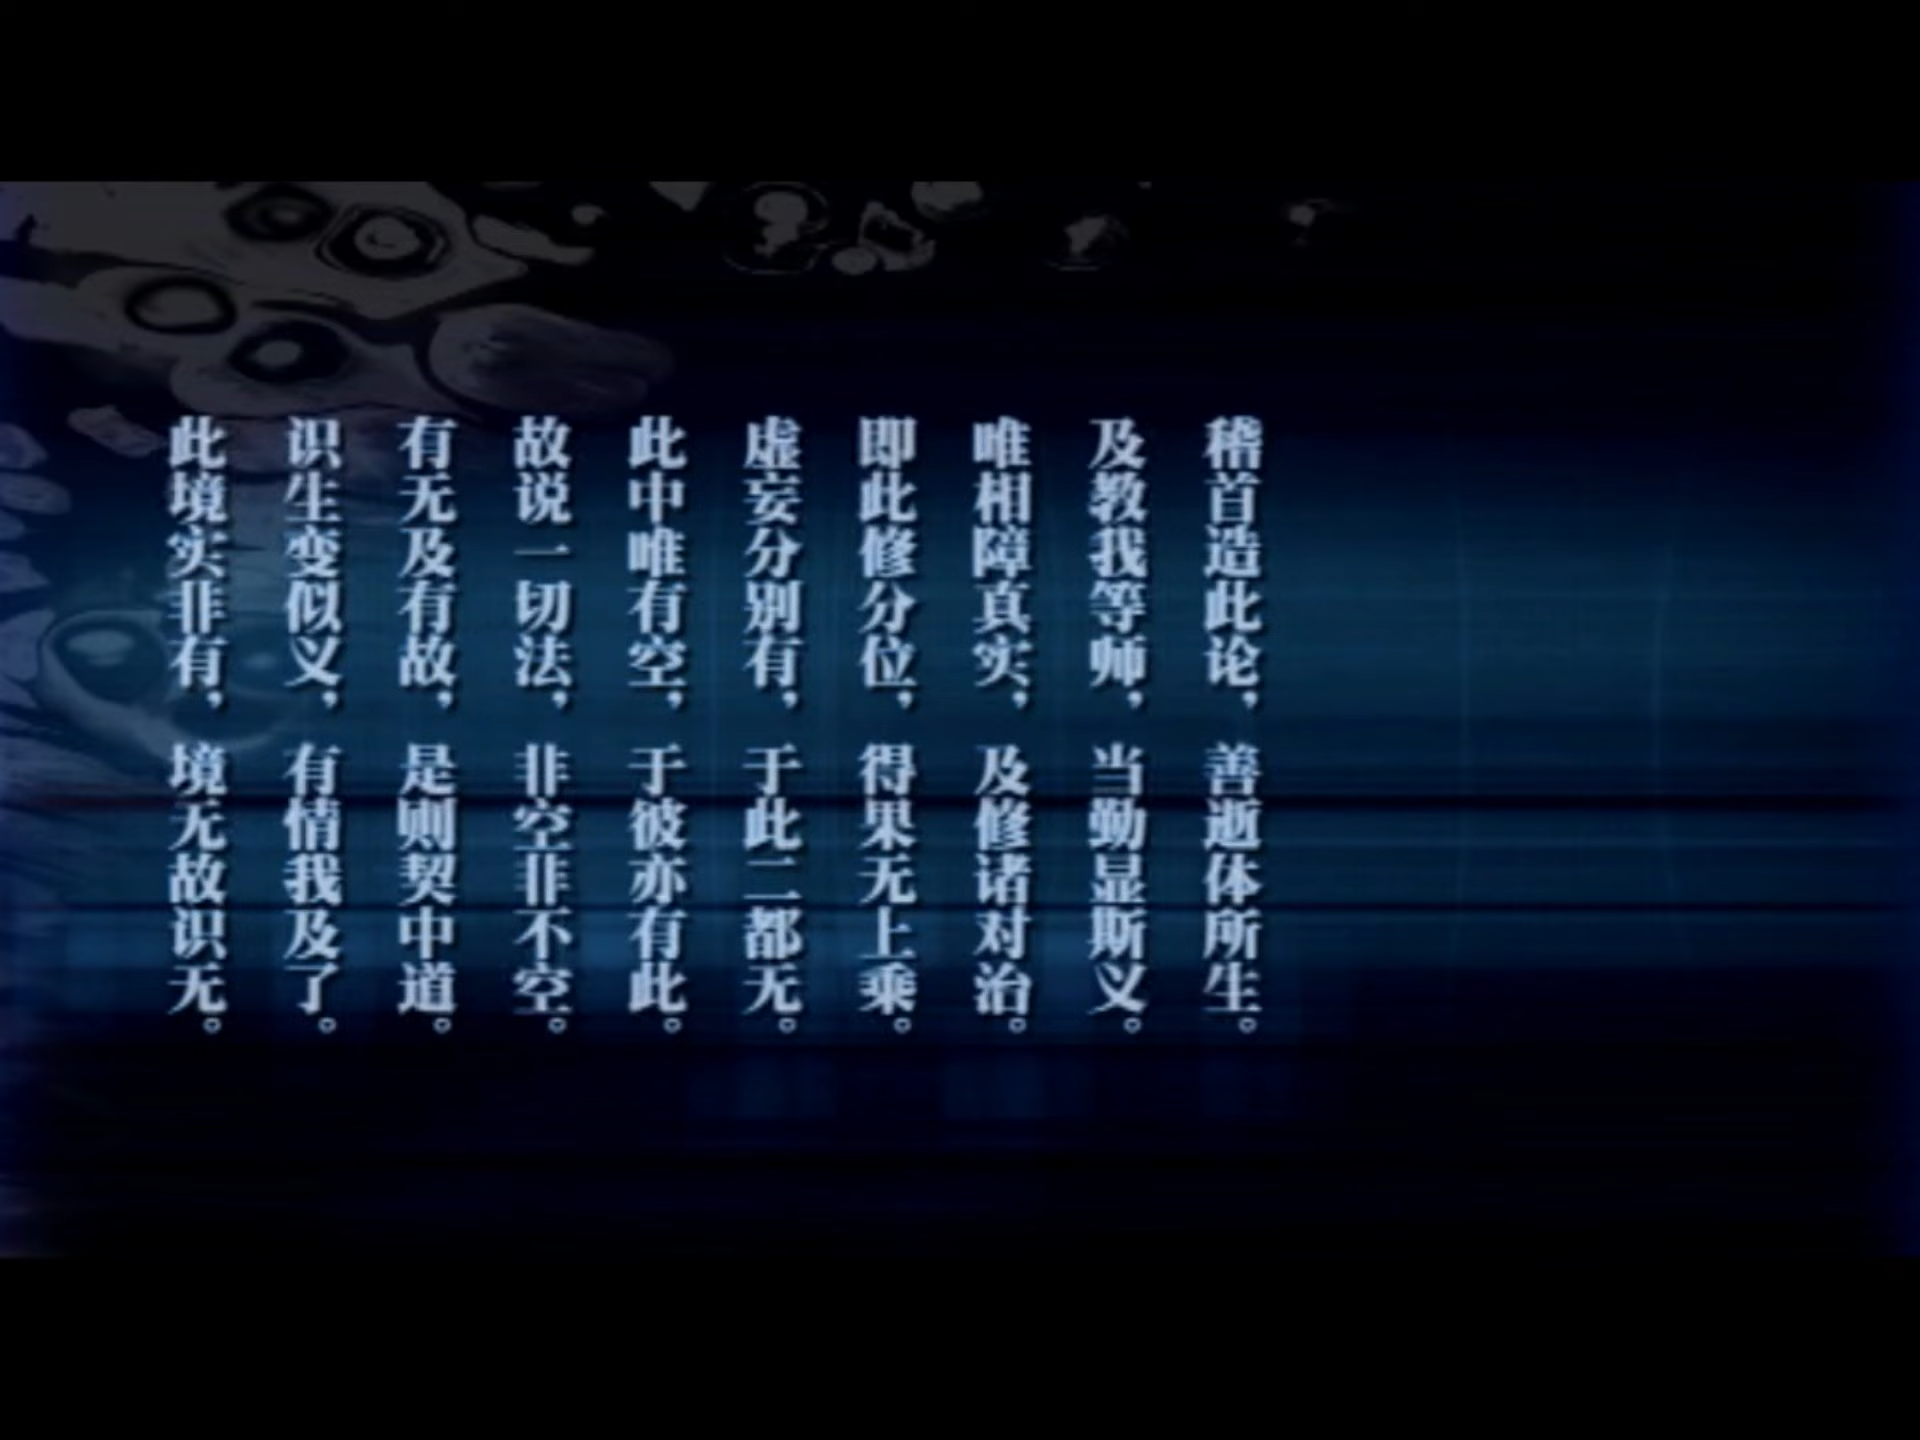 稽首造此论，善逝体所生。
及教我等师，当勤显斯义。
唯相障真实，及修诸对治。
即此修分位，得果无上乘。
虚妄分别有，于此二都无。
此中唯有空，于彼亦有此。
故说一切法，非空非不空。
有无及有故，是则契中道。
识生变似义，有情我及了。
此境实非有，境无故识无。